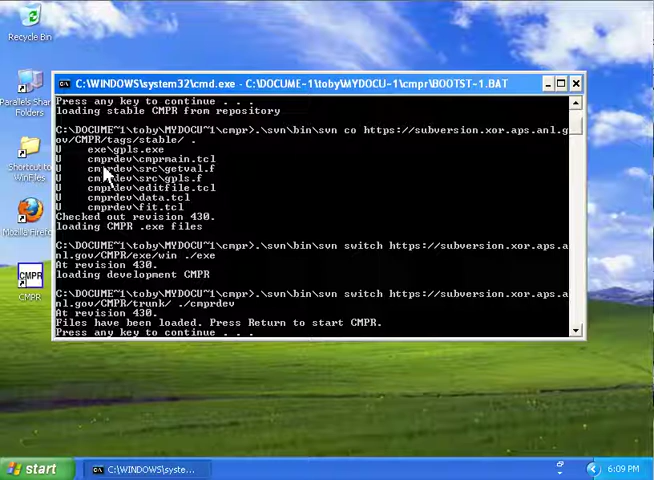 Recycle Bin
Parallels Shar
Folders
Shortcut to
WinFiles
Mozilla Firefo
CMPR
CMPR
C:\WINDOWS\system32\cmd.exe - C:\DOCUME~1\toby\MYDOCU~1\cmpr\BOOTST~1.BAT
Press any key to continue . . .
loading stable CMPR from repository
C:\DOCUME~1\toby\MYDOCU~1\cmpr>.\svn\bin\svn co https://subversion.xor.aps.anl.g
ov/CMPR/tags/stable/ .
U    exe\gpls.exe
U    cmprdev\cmprmain.tcl
U    cmprdev\src\getval.f
U    cmprdev\src\gpls.f
U    cmprdev\editfile.tcl
U    cmprdev\data.tcl
U    cmprdev\fit.tcl
Checked out revision 430.
loading CMPR .exe files
C:\DOCUME~1\toby\MYDOCU~1\cmpr>.\svn\bin\svn switch https://subversion.xor.aps.a
nl.gov/CMPR/exe/win ./exe
At revision 430.
loading development CMPR
C:\DOCUME~1\toby\MYDOCU~1\cmpr>.\svn\bin\svn switch https://subversion.xor.aps.a
nl.gov/CMPR/trunk/ ./cmprdev
At revision 430.
Files have been loaded. Press Return to start CMPR.
Press any key to continue . . .
start
C:\WINDOWS\syste...
6:09 PM